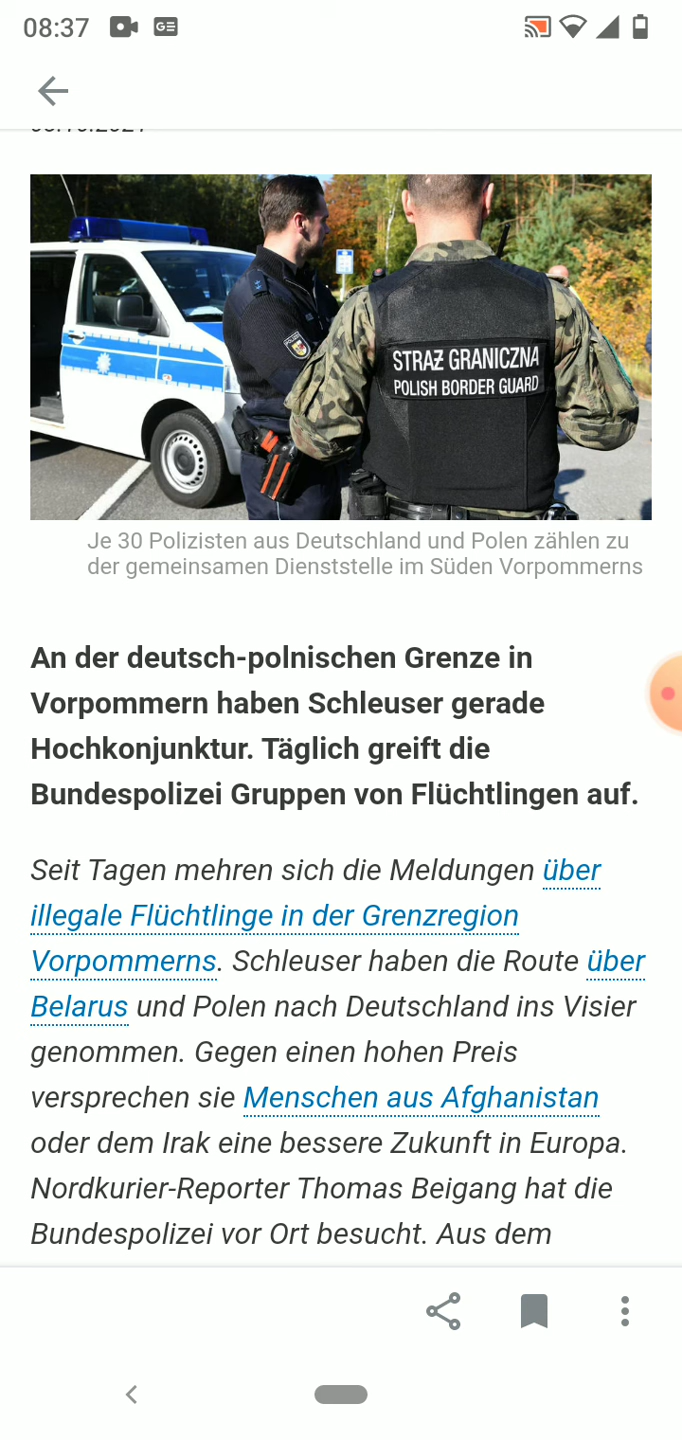 08:37
GE
POLIZEI
STRAŻ GRANICZNA
POLISH BORDER GUARD
Je 30 Polizisten aus Deutschland und Polen zählen zu
der gemeinsamen Dienststelle im Süden Vorpommerns
An der deutsch-polnischen Grenze in
Vorpommern haben Schleuser gerade
Hochkonjunktur. Täglich greift die
Bundespolizei Gruppen von Flüchtlingen auf.
Seit Tagen mehren sich die Meldungen über
illegale Flüchtlinge in der Grenzregion
Vorpommerns. Schleuser haben die Route über
Belarus und Polen nach Deutschland ins Visier
genommen. Gegen einen hohen Preis
versprechen sie Menschen aus Afghanistan
oder dem Irak eine bessere Zukunft in Europa.
Nordkurier-Reporter Thomas Beigang hat die
Bundespolizei vor Ort besucht. Aus dem